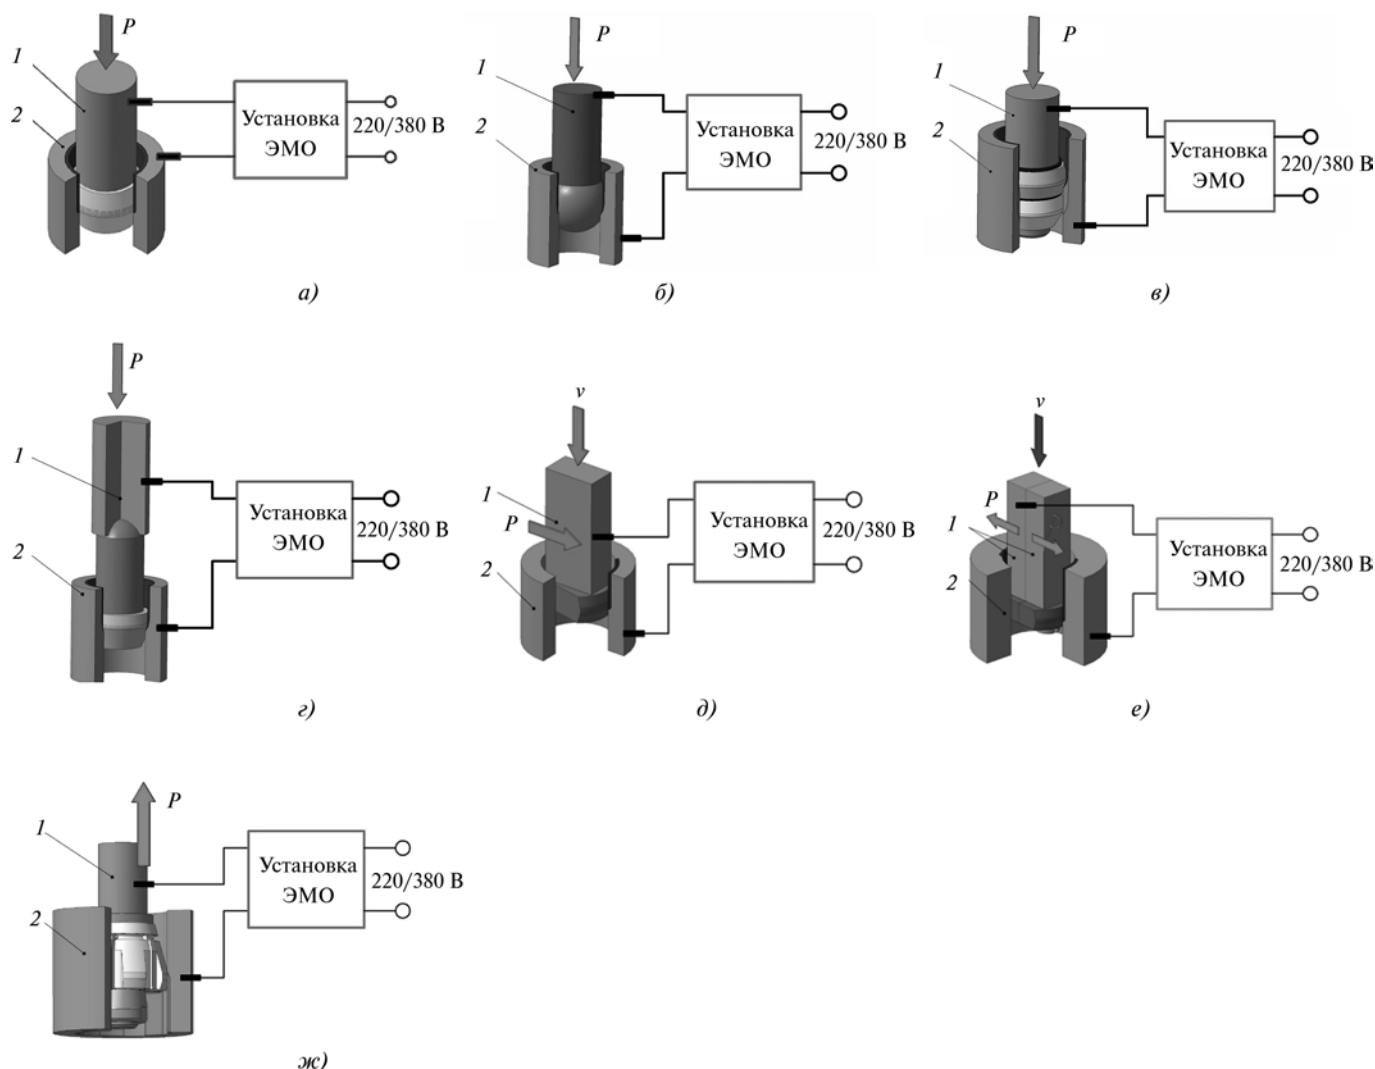 P
1
2
Установка
ЭМО
220/380 В
а)
P
1
2
Установка
ЭМО
220/380 В
б)
P
1
2
Установка
ЭМО
220/380 В
в)
P
1
2
Установка
ЭМО
220/380 В
г)
v
1
P
2
Установка
ЭМО
220/380 В
д)
v
P
1
2
Установка
ЭМО
220/380 В
е)
P
1
2
Установка
ЭМО
220/380 В
ж)